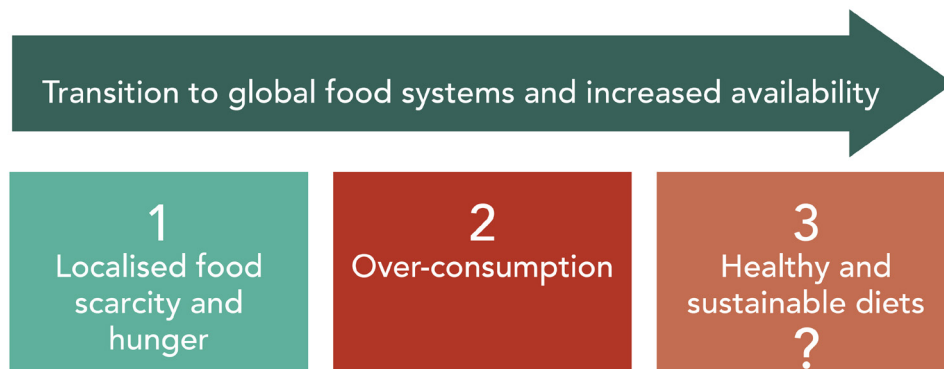 Transition to global food systems and increased availability
1
Localised food
scarcity and
hunger
2
Over-consumption
3
Healthy and
sustainable diets
?